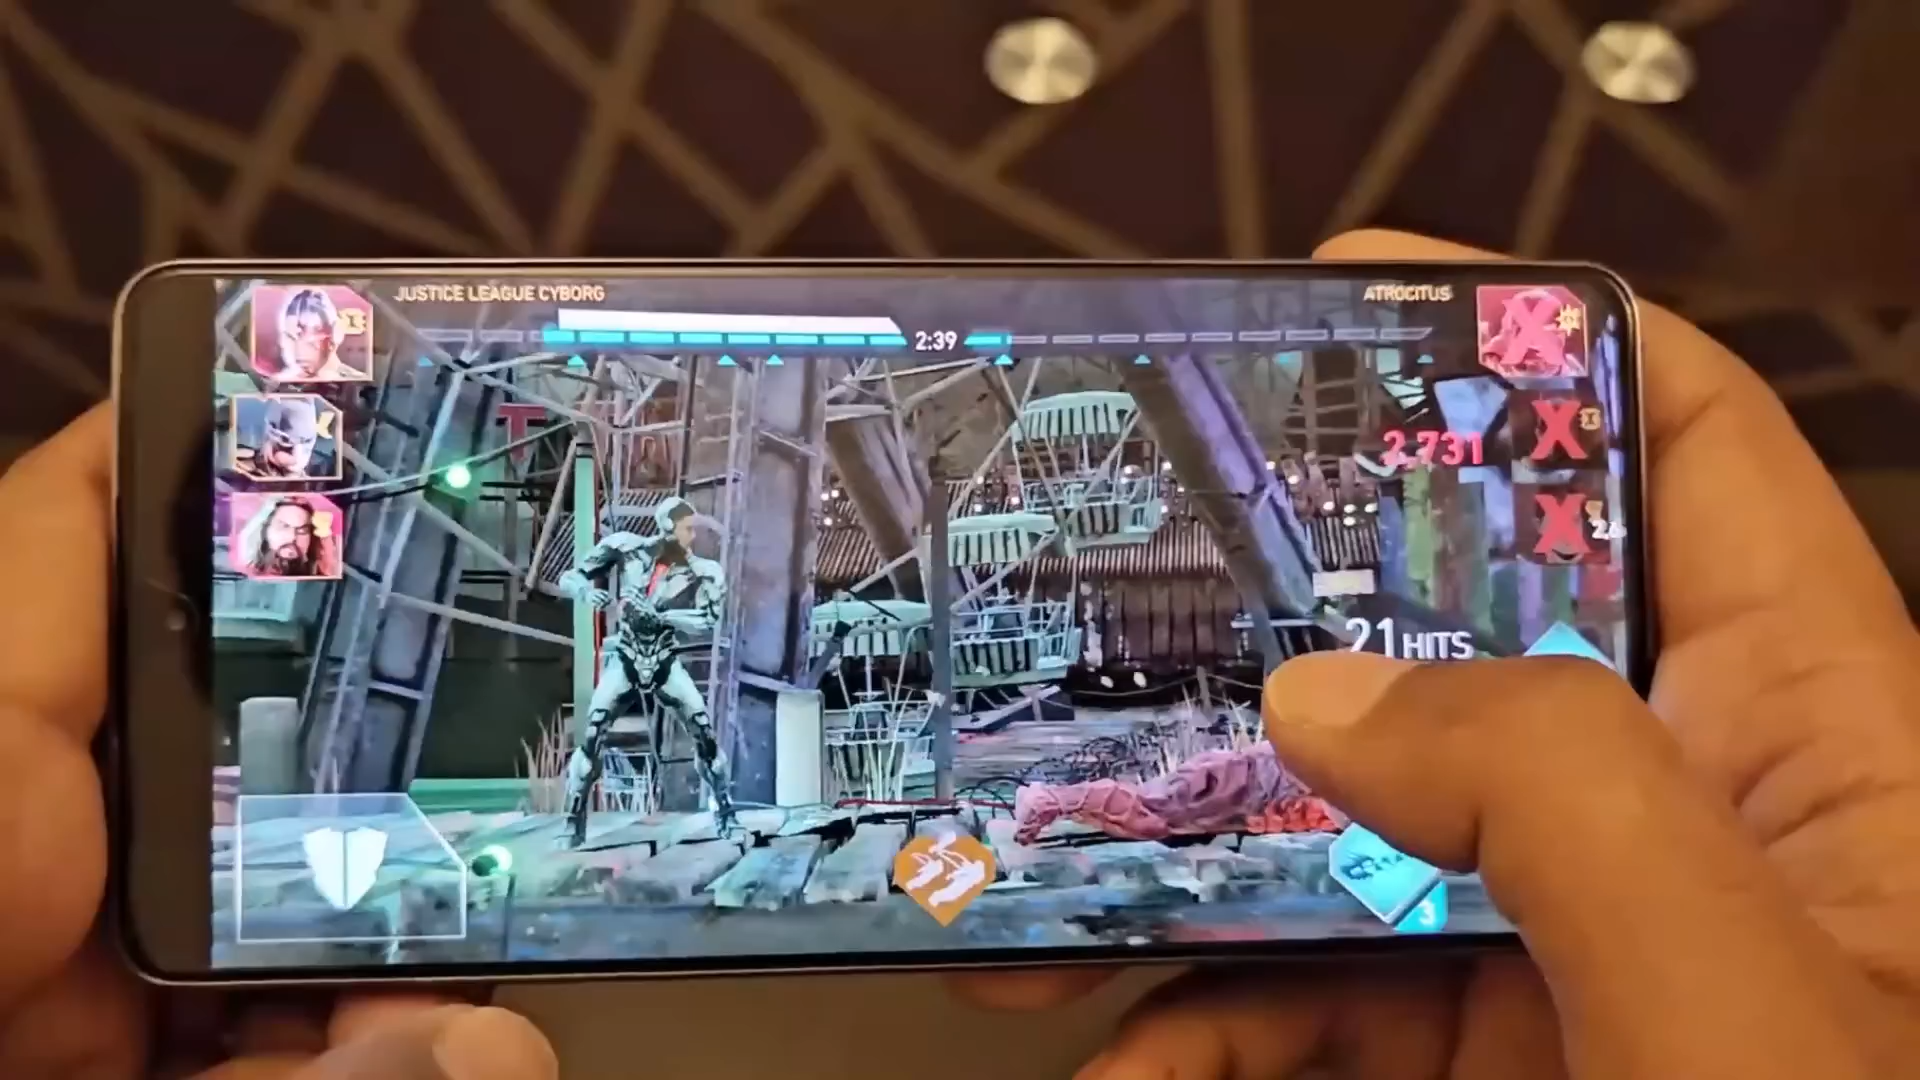 JUSTICE LEAGUE CYBORG
2:39
ATROCITUS
2,731
21 HITS
3